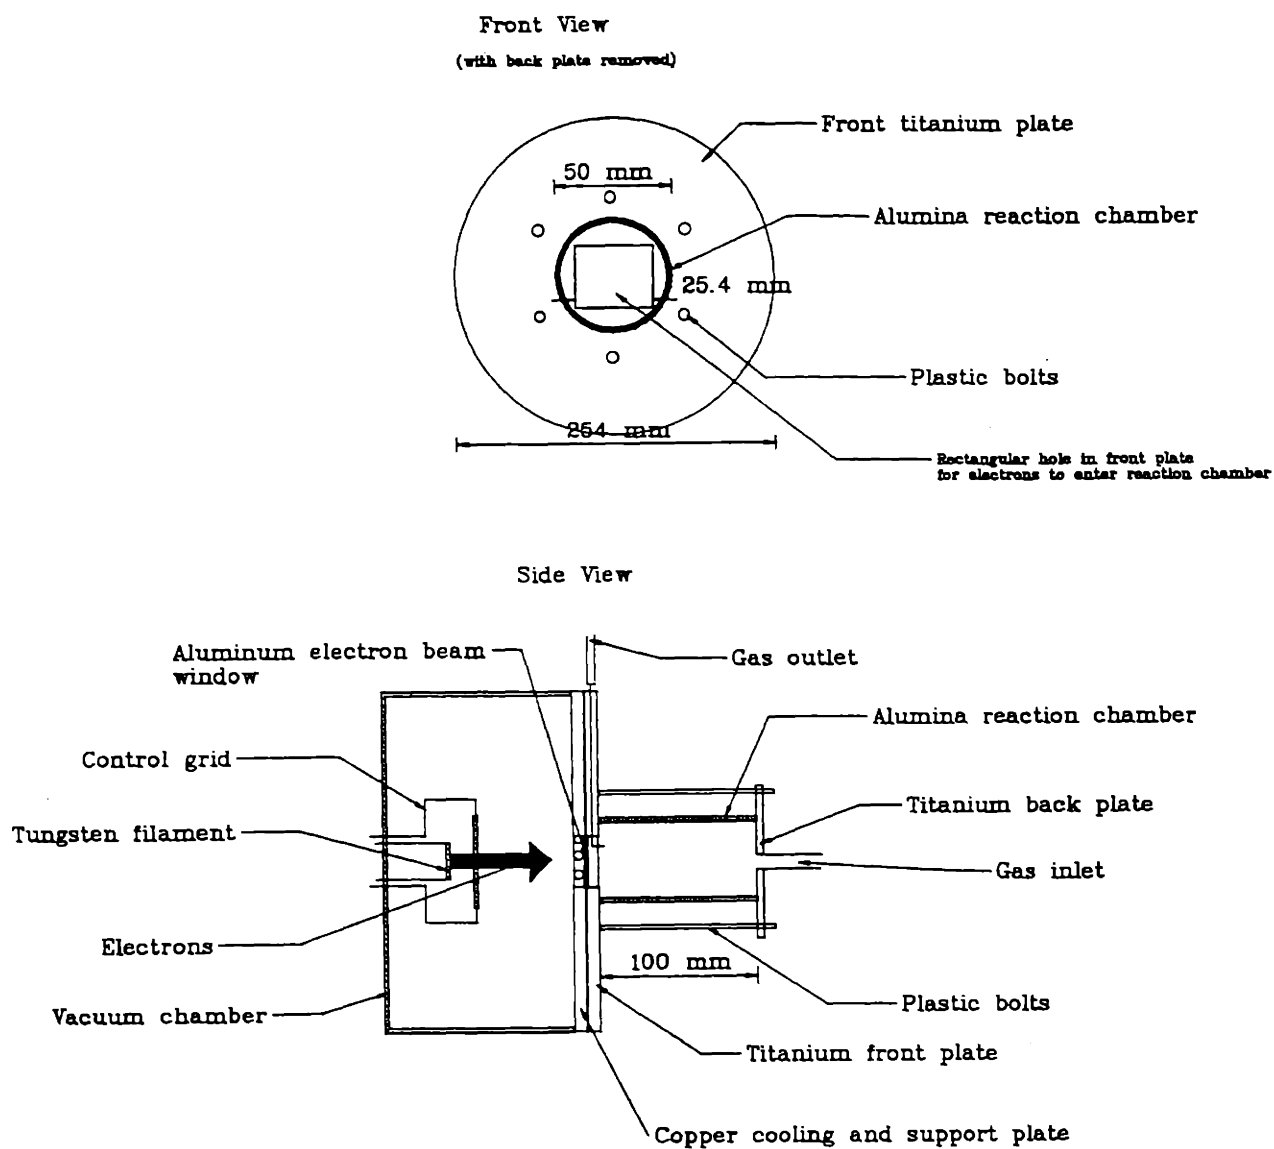 Front View
(with back plate removed)
Front titanium plate
50 mm
Alumina reaction chamber
25.4 mm
Plastic bolts
254 mm
Rectangular hole in front plate
for electrons to enter reaction chamber
Side View
Aluminum electron beam
window
Gas outlet
Alumina reaction chamber
Control grid
Titanium back plate
Tungsten filament
Gas inlet
Electrons
100 mm
Plastic bolts
Vacuum chamber
Titanium front plate
Copper cooling and support plate